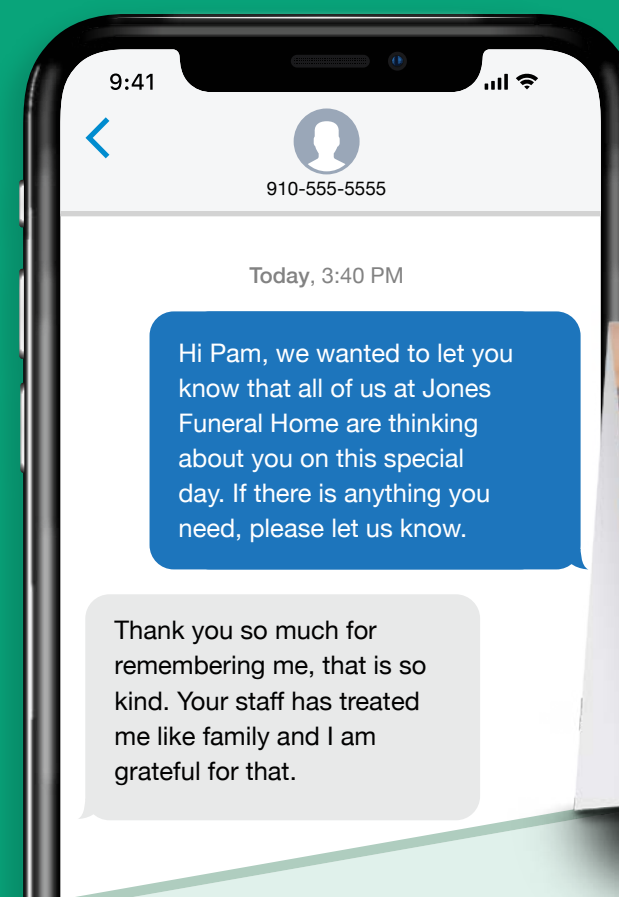 9:41
910-555-5555
Today, 3:40 PM
Hi Pam, we wanted to let you
know that all of us at Jones
Funeral Home are thinking
about you on this special
day. If there is anything you
need, please let us know.
Thank you so much for
remembering me, that is so
kind. Your staff has treated
me like family and I am
grateful for that.